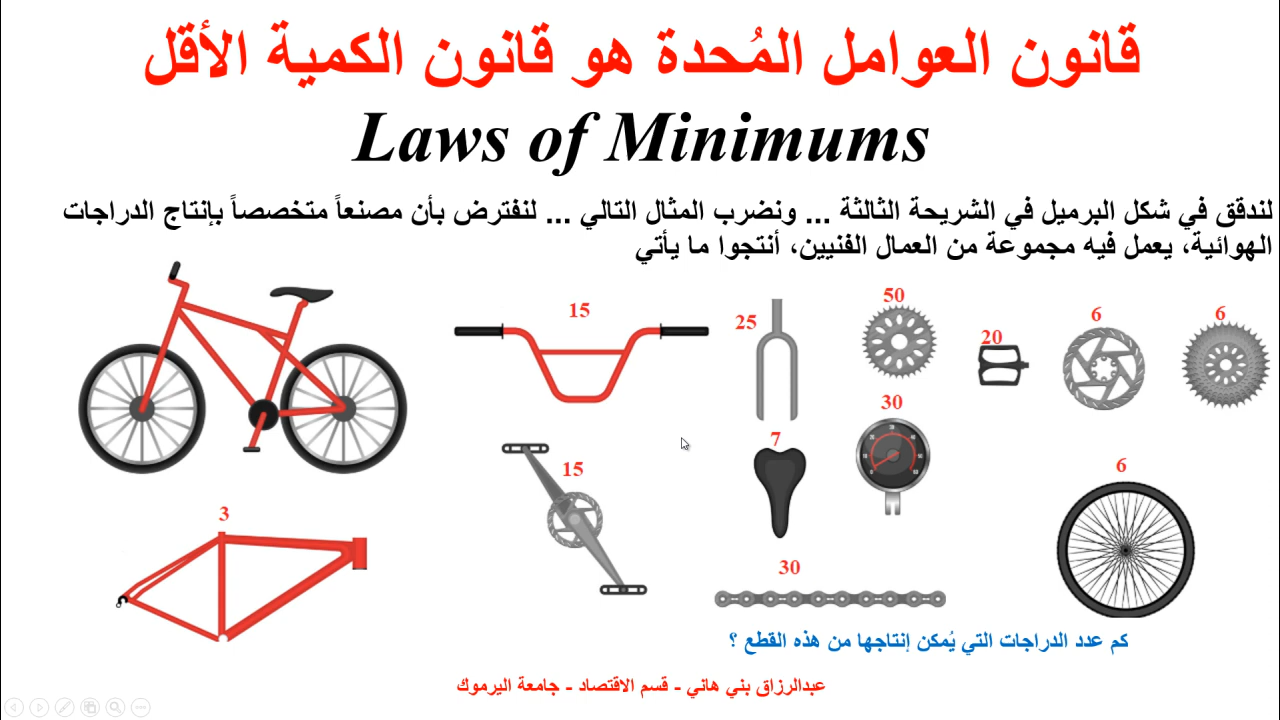 قانون العوامل المُحدة هو قانون الكمية الأقل
Laws of Minimums
لندقق في شكل البرميل في الشريحة الثالثة ... ونضرب المثال التالي ... لنفترض بأن مصنعاً متخصصاً بإنتاج الدراجات
الهوائية، يعمل فيه مجموعة من العمال الفنيين، أنتجوا ما يأتي
15
25
50
20
6
6
30
7
15
6
3
30
كم عدد الدراجات التي يُمكن إنتاجها من هذه القطع ؟
عبدالرزاق بني هاني - قسم الاقتصاد - جامعة اليرموك